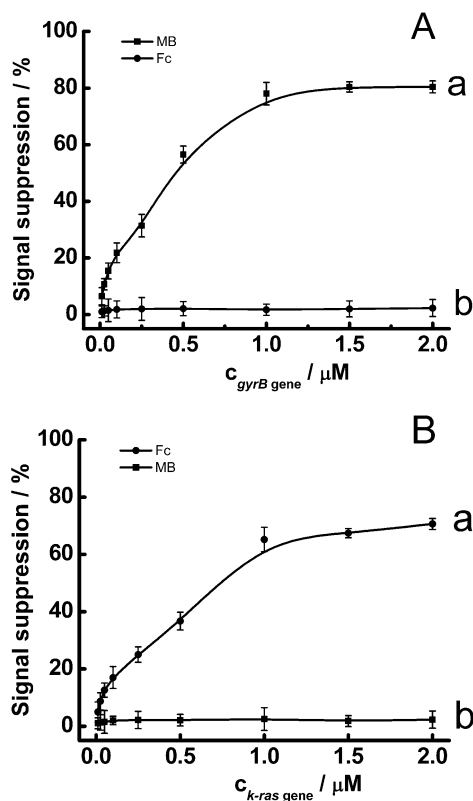 A
MB
Fc
a
b
Signal suppression / %
100
80
60
40
20
0
0.0 0.5 1.0 1.5 2.0
c gyrB gene / μM
B
Fc
MB
a
b
Signal suppression / %
100
80
60
40
20
0
0.0 0.5 1.0 1.5 2.0
c k-ras gene / μM